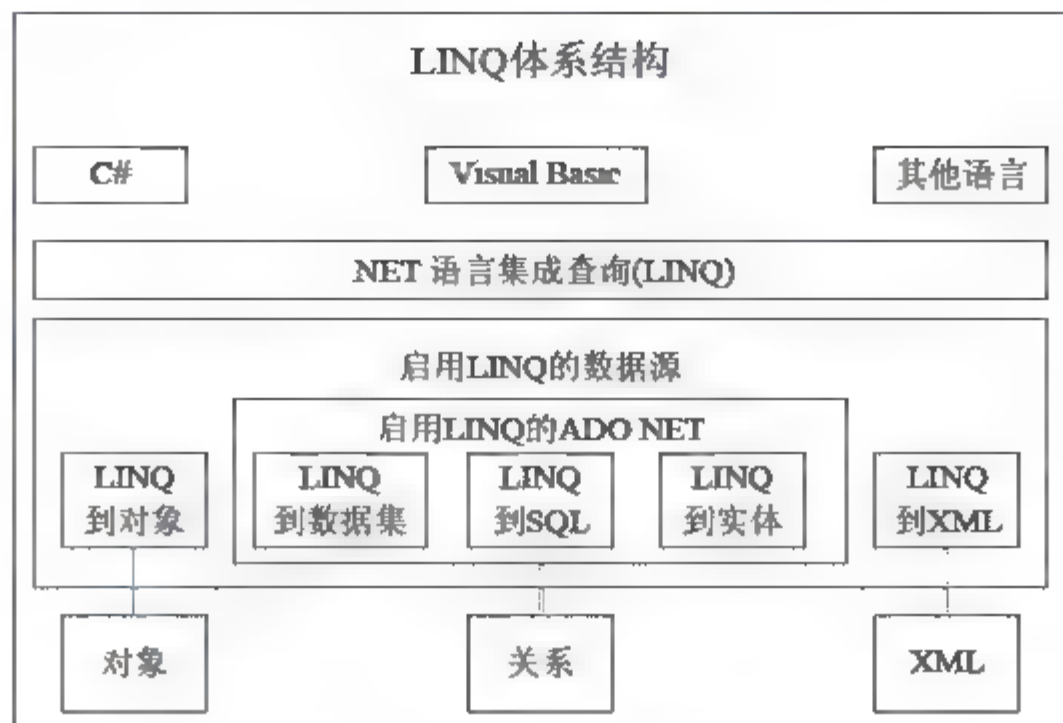 LINQ体系结构
C#
Visual Basic
其他语言
NET 语言集成查询(LINQ)
启用LINQ的数据源
启用LINQ的ADO NET
LINQ
到对象
LINQ
到数据集
LINQ
到SQL
LINQ
到实体
LINQ
到XML
对象
关系
XML